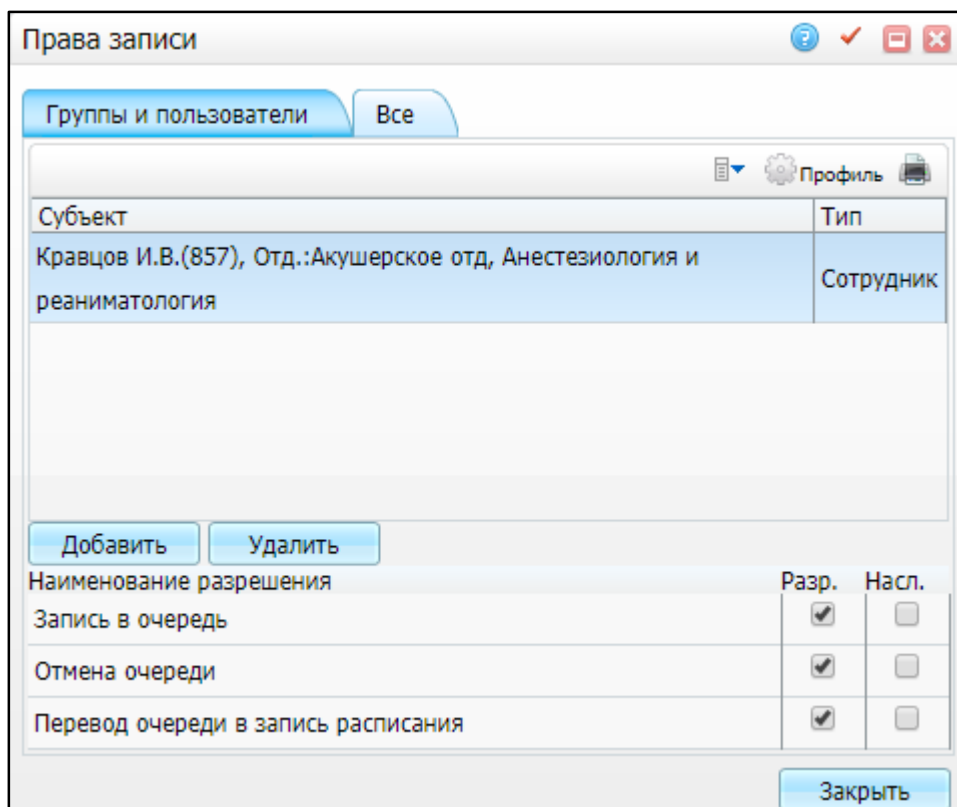 Права записи
Группы и пользователи Все
Профиль
Субъект Тип
Кравцов И.В.(857), Отд.:Акушерское отд, Анестезиология и
реаниматология Сотрудник
Добавить Удалить
Наименование разрешения Разр. Насл.
Запись в очередь
Отмена очереди
Перевод очереди в запись расписания
Закрыть